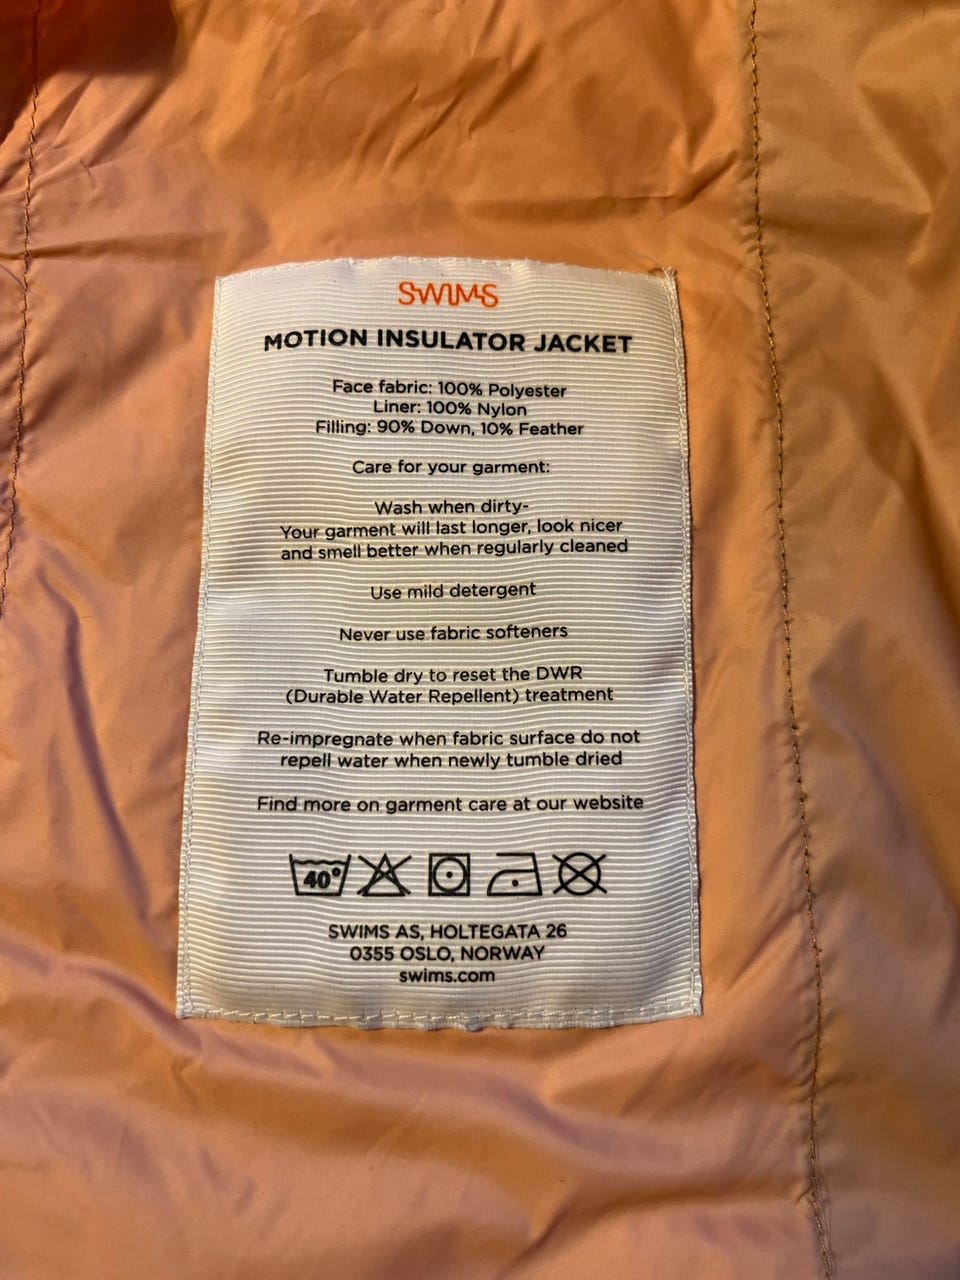 SWIMS
MOTION INSULATOR JACKET
Face fabric: 100% Polyester
Liner: 100% Nylon
Filling: 90% Down, 10% Feather
Care for your garment:
Wash when dirty-
Your garment will last longer, look nicer
and smell better when regularly cleaned
Use mild detergent
Never use fabric softeners
Tumble dry to reset the DWR
(Durable Water Repellent) treatment
Re-impregnate when fabric surface do not
repell water when newly tumble dried
Find more on garment care at our website
40°
SWIMS AS, HOLTEGATA 26
0355 OSLO, NORWAY
swims.com